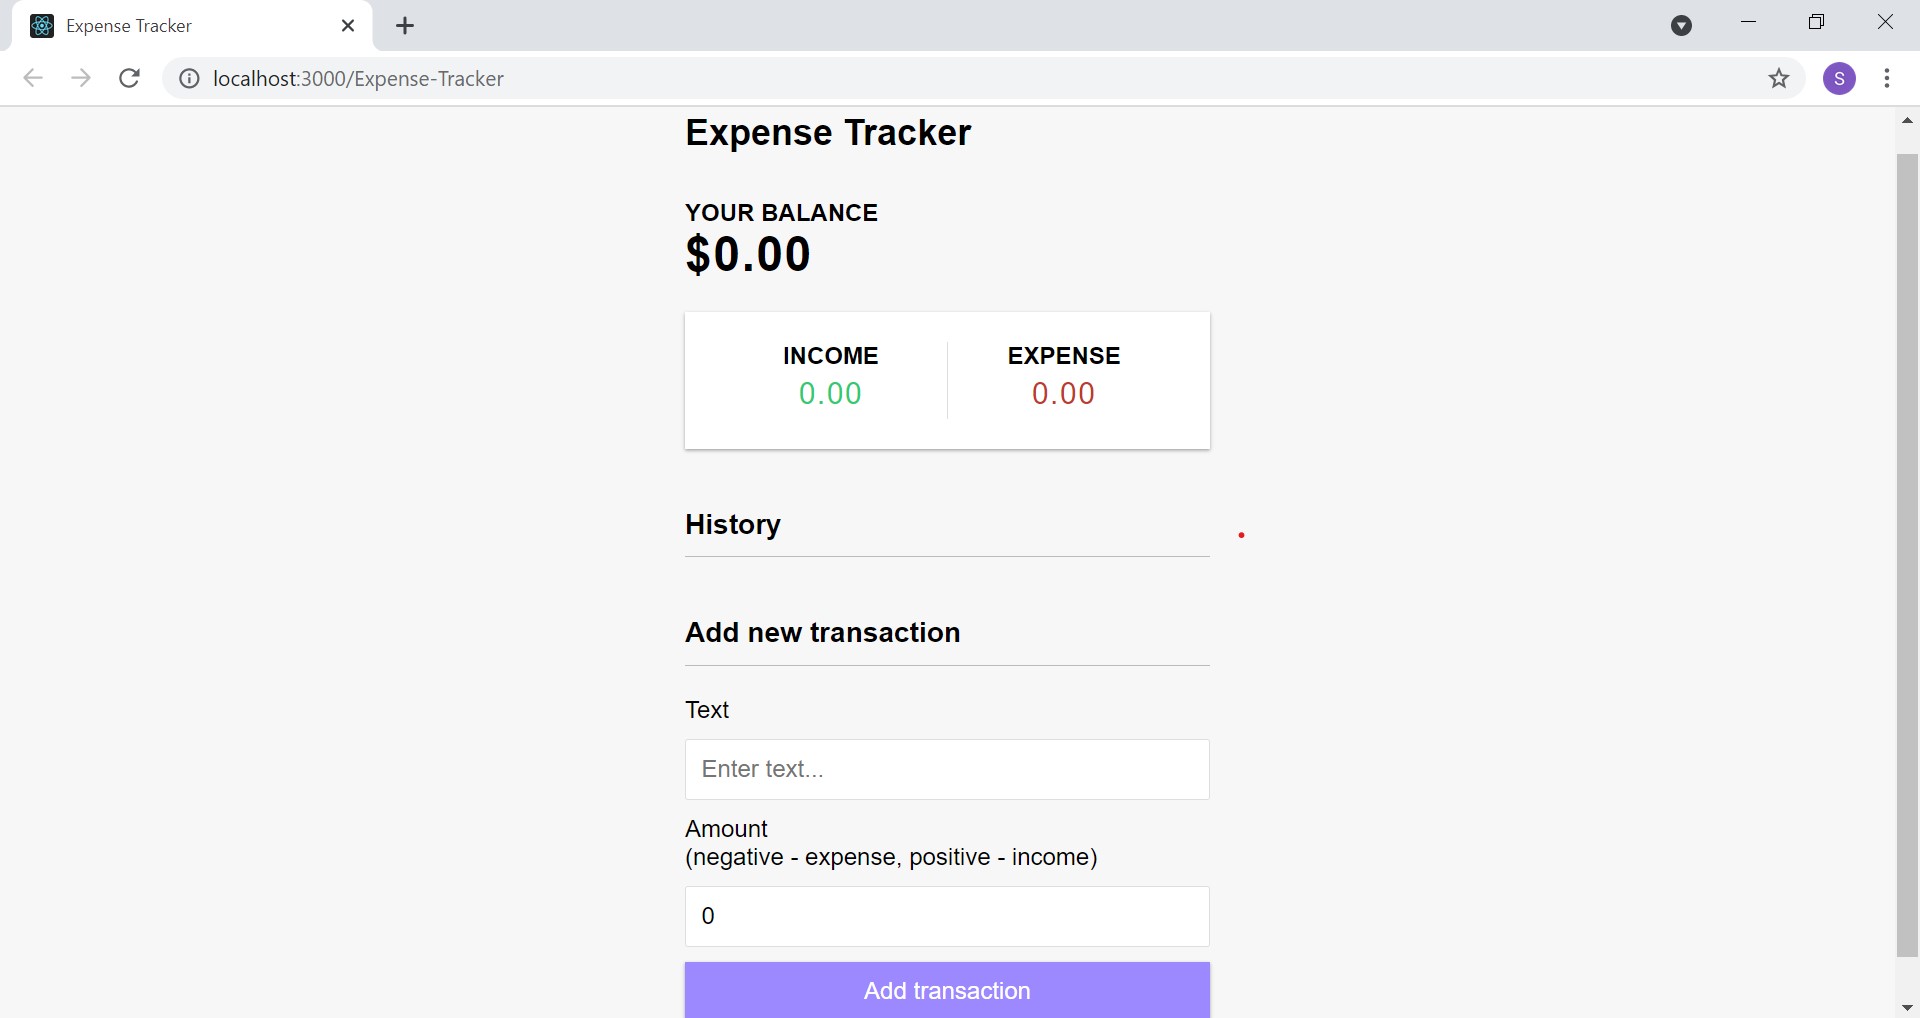 Expense Tracker
localhost:3000/Expense-Tracker
S
Expense Tracker
YOUR BALANCE
$0.00
INCOME
EXPENSE
0.00
0.00
History
Add new transaction
Text
Enter text...
Amount
(negative - expense, positive - income)
0
Add transaction